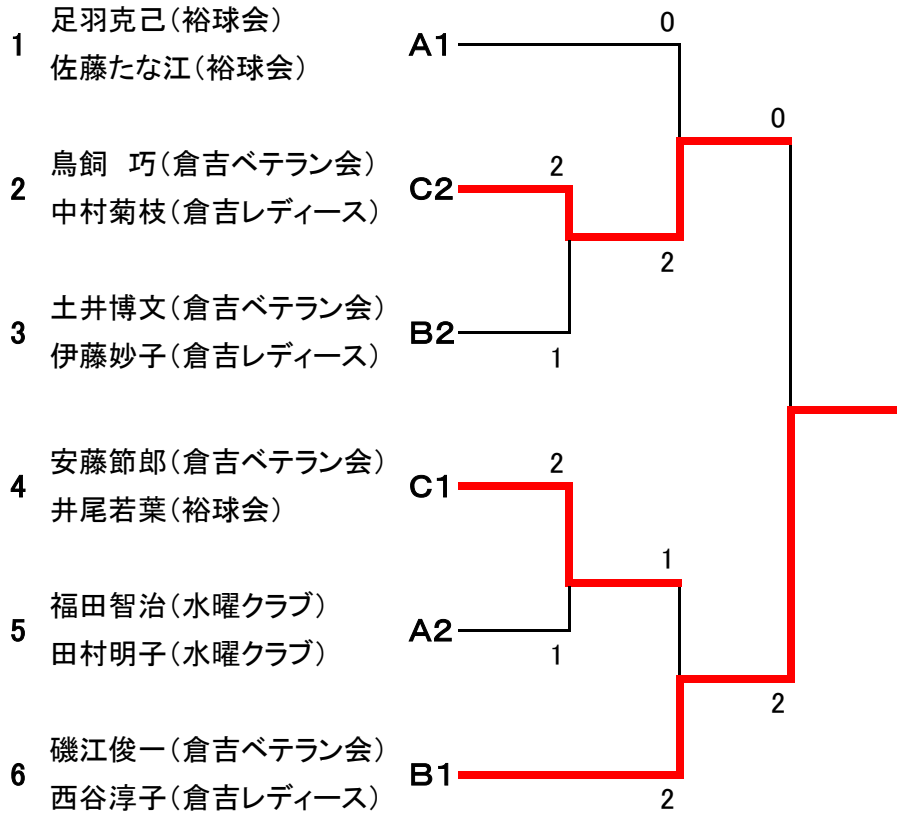 足羽克己（裕球会）
1
佐藤たな江（裕球会）
A1
0
0
鳥飼　巧（倉吉ベテラン会）
2
中村菊枝（倉吉レディース）
C2
2
2
土井博文（倉吉ベテラン会）
3
伊藤妙子（倉吉レディース）
B2
1
安藤節郎（倉吉ベテラン会）
4
井尾若葉（裕球会）
C1
2
1
福田智治（水曜クラブ）
5
田村明子（水曜クラブ）
A2
1
2
磯江俊一（倉吉ベテラン会）
6
西谷淳子（倉吉レディース）
B1
2